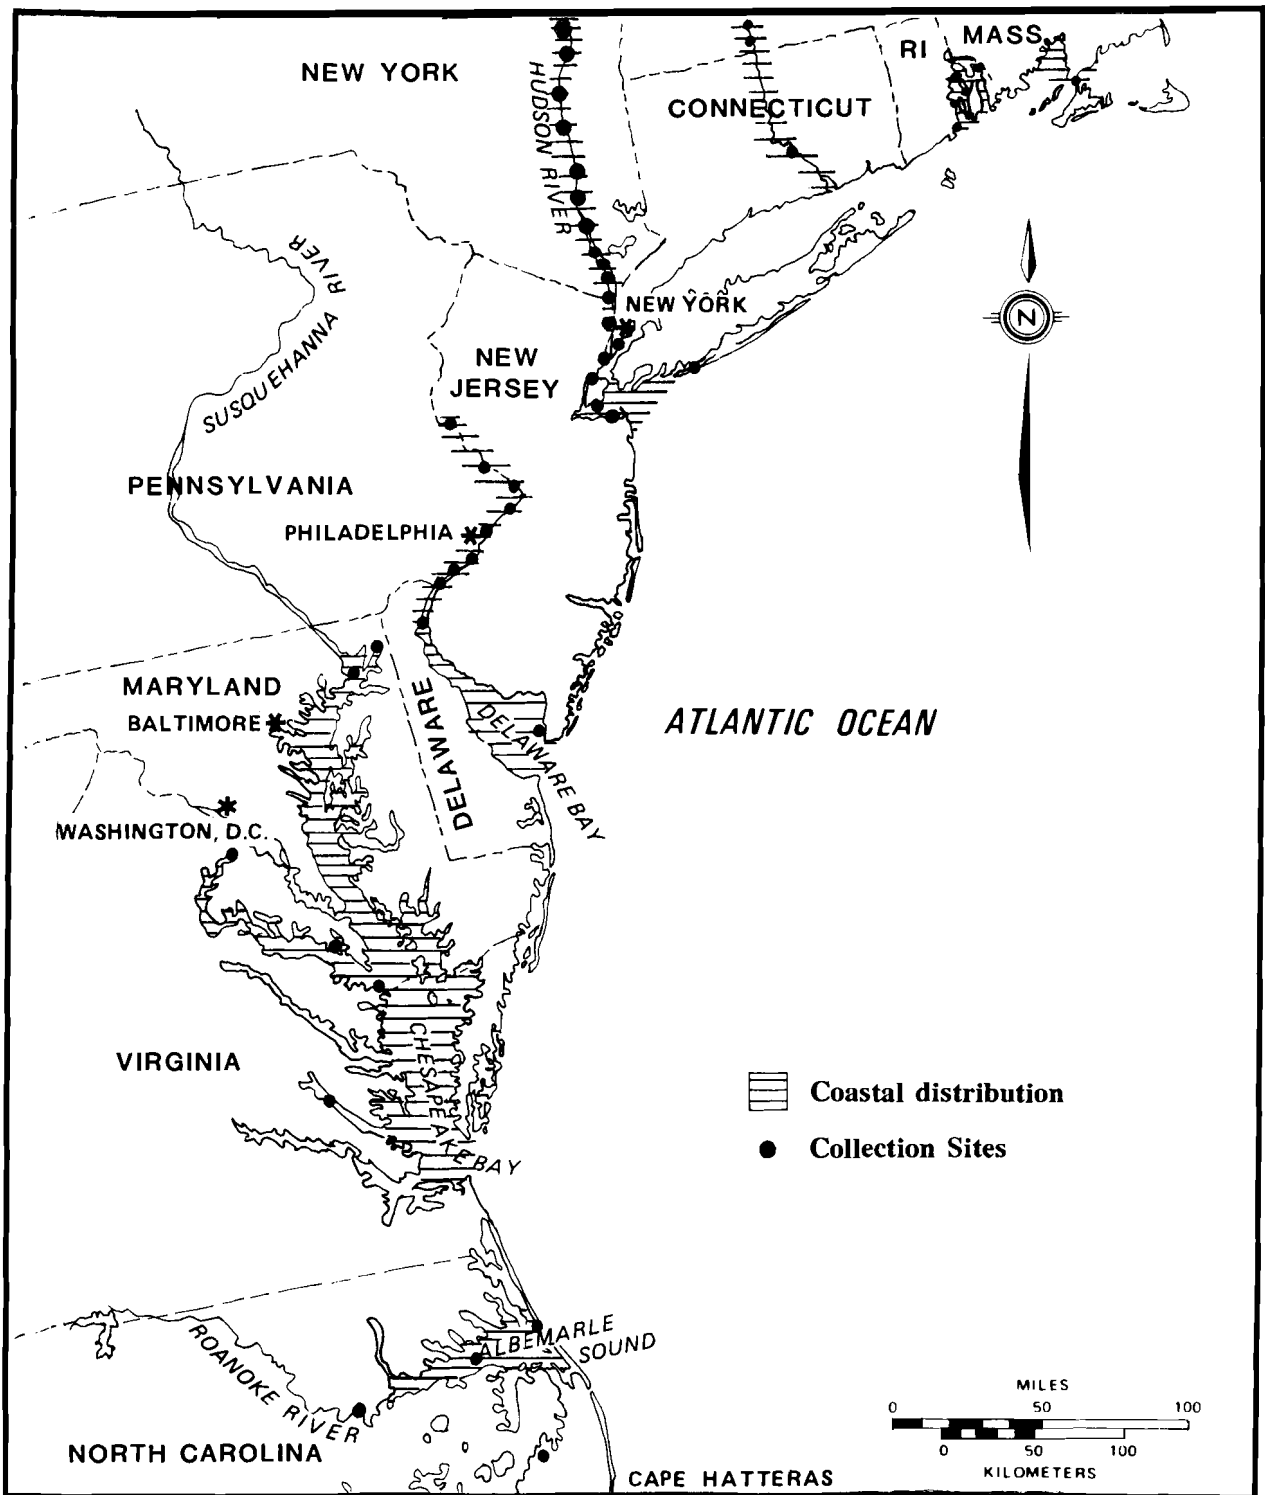 MASS.
RI
NEW YORK
HUDSON RIVER
CONNECTICUT
SUSQUEHANNA RIVER
NEW YORK
N
NEW
JERSEY
PENNSYLVANIA
PHILADELPHIA
MARYLAND
BALTIMORE
DELAWARE
DELAWARE BAY
ATLANTIC OCEAN
WASHINGTON, D.C.
VIRGINIA
CHESAPEAKE BAY
Coastal distribution
Collection Sites
ALBEMARLE
SOUND
ROANOKE RIVER
NORTH CAROLINA
CAPE HATTERAS
MILES
0 50 100
0 50 100
KILOMETERS